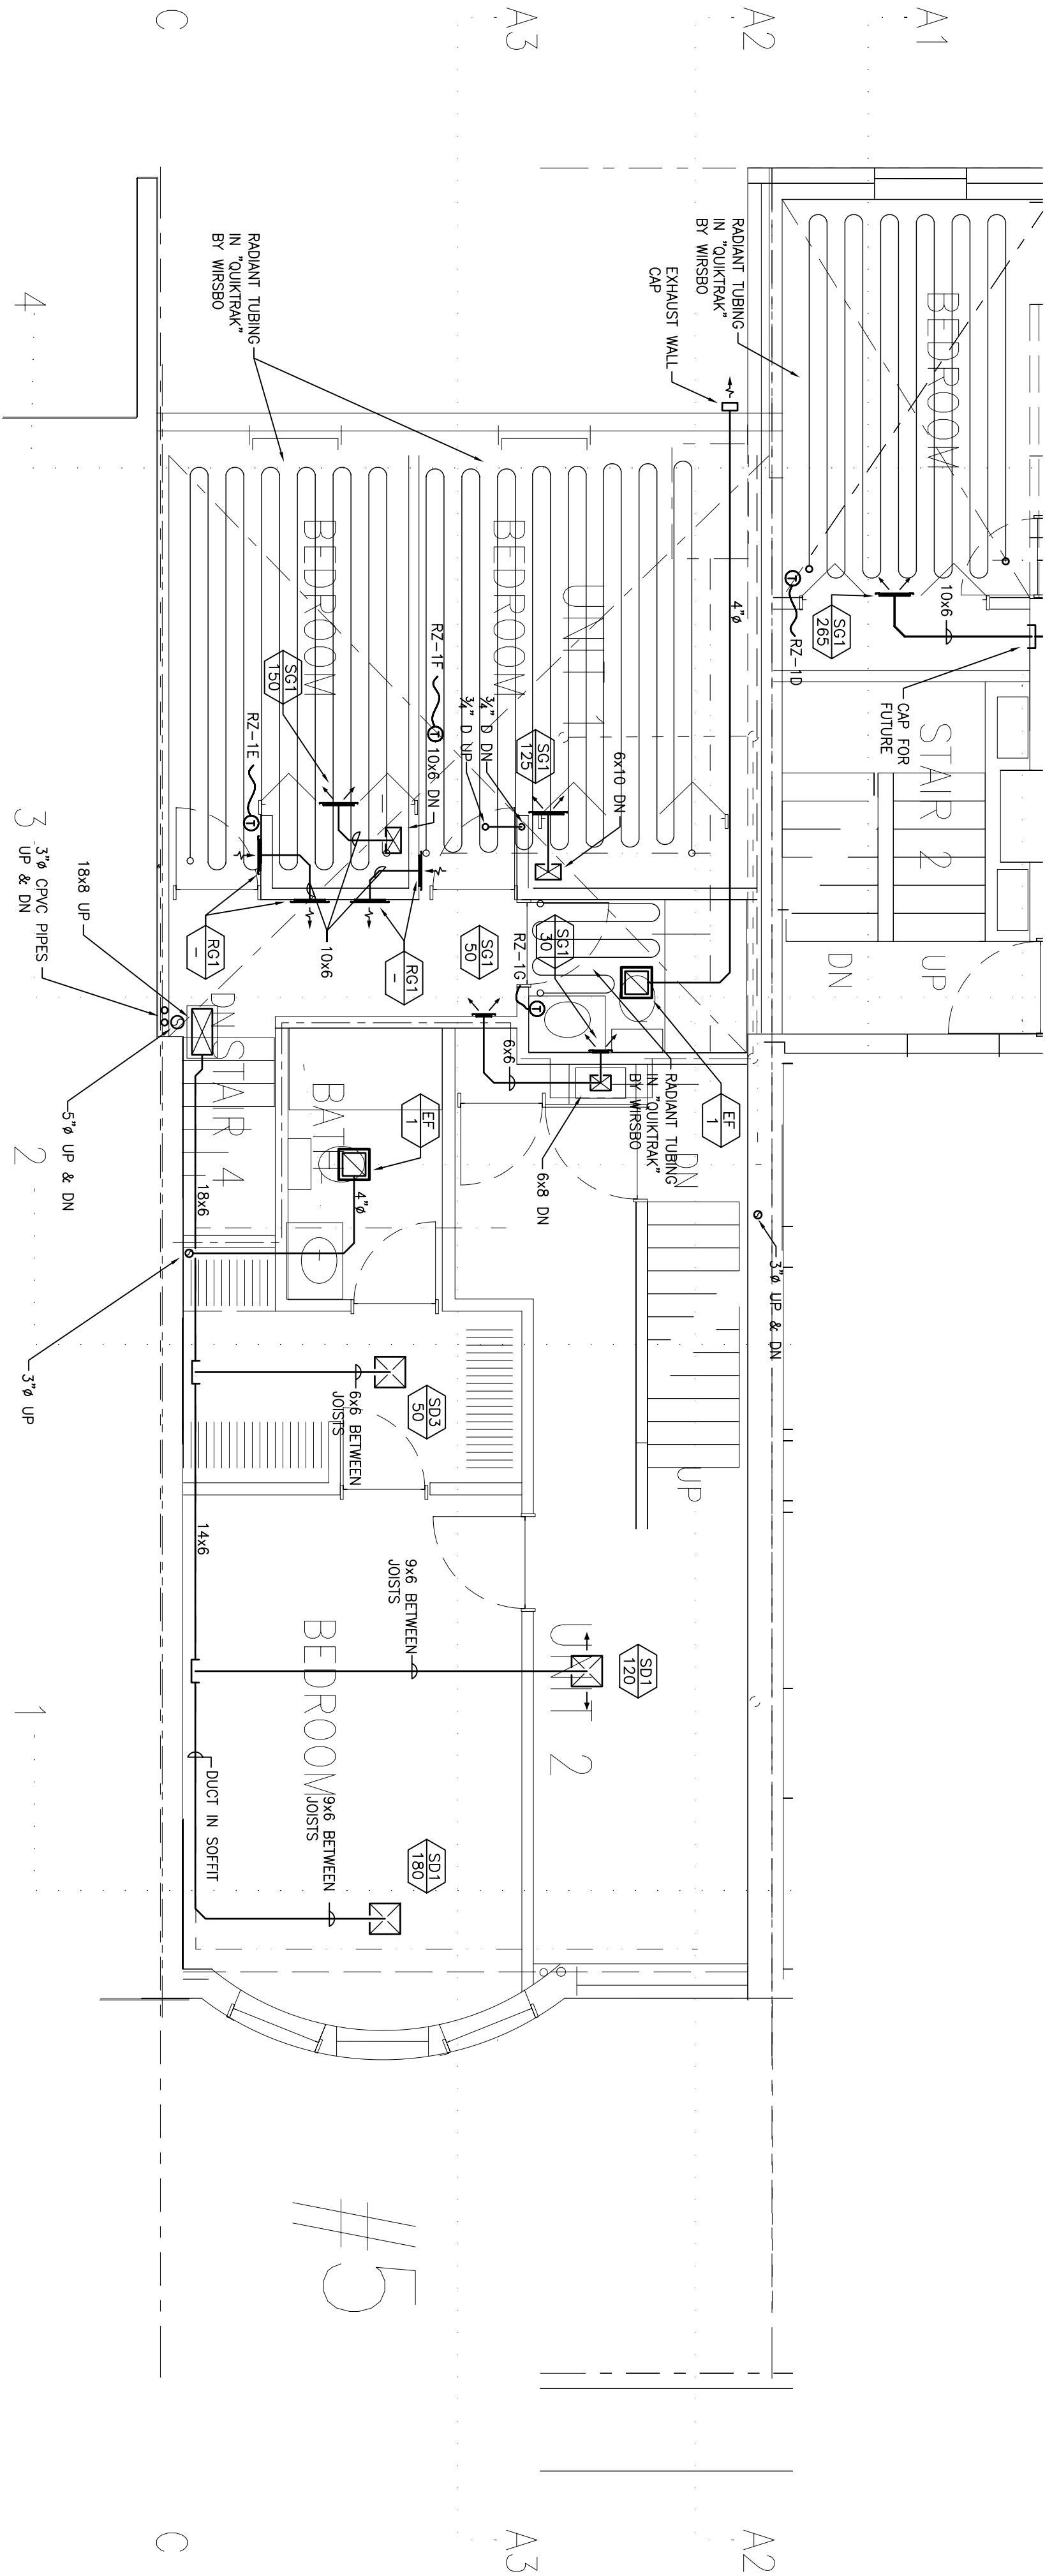 C
A3
A2
A1
4
RADIANT TUBING
IN "QUIKTRAK"
BY WIRSBO
BEDROOM
RADIANT TUBING
IN "QUIKTRAK"
BY WIRSBO
EXHAUST WALL
CAP
4"ø
T
RZ-1D
SG1
265
10x6
CAP FOR
FUTURE
STAIR 2
DN
UP
BEDROOM
BEDROOM
UNIT 1
RZ-1F
T
10x6 DN
3/4" D UP
3/4" D DN
SG1
125
6x10 DN
SG1
150
RZ-1E
T
RG1
-
10x6
RG1
-
SG1
50
RZ-1G
T
SG1
30
RADIANT TUBING
IN "QUIKTRAK"
BY WIRSBO
EF
1
6x6
6x8 DN
DN
3
3"ø CPVC PIPES
UP & DN
18x8 UP
5"ø UP & DN
DN
STAIR 4
18x6
BATH
EF
1
4"ø
2
3"ø UP
3"ø UP & DN
UP
SD3
50
6x6 BETWEEN
JOISTS
14x6
9x6 BETWEEN
JOISTS
SD1
120
UNIT 2
BEDROOM
1
DUCT IN SOFFIT
9x6 BETWEEN
JOISTS
SD1
180
#5
C
A3
A2